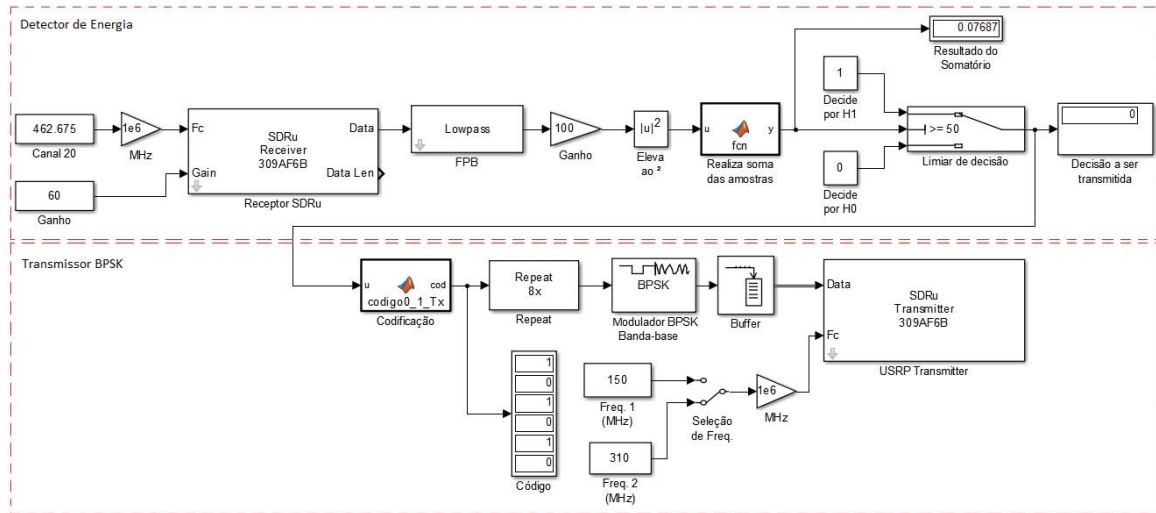 Detector de Energia
0.07687
Resultado do
Somatório
462.675
Canal 20
1e6
MHz
60
Ganho
Fc
Gain
SDRu
Receiver
309AF6B
Data
Data Len
Receptor SDRu
Lowpass
FPB
100
Ganho
|u|²
Eleva
ao ²
u
fcn
y
Realiza soma
das amostras
1
Decide
por H1
0
Decide
por H0
>= 50
Limiar de decisão
0
Decisão a ser
transmitida
Transmissor BPSK
u
cod
codigo0_1_Tx
Codificação
Repeat
8x
Repeat
BPSK
Modulador BPSK
Banda-base
Buffer
Data
Fc
SDRu
Transmitter
309AF6B
USRP Transmitter
1
0
1
0
1
0
Código
150
Freq. 1
(MHz)
310
Freq. 2
(MHz)
Seleção
de Freq.
1e6
MHz